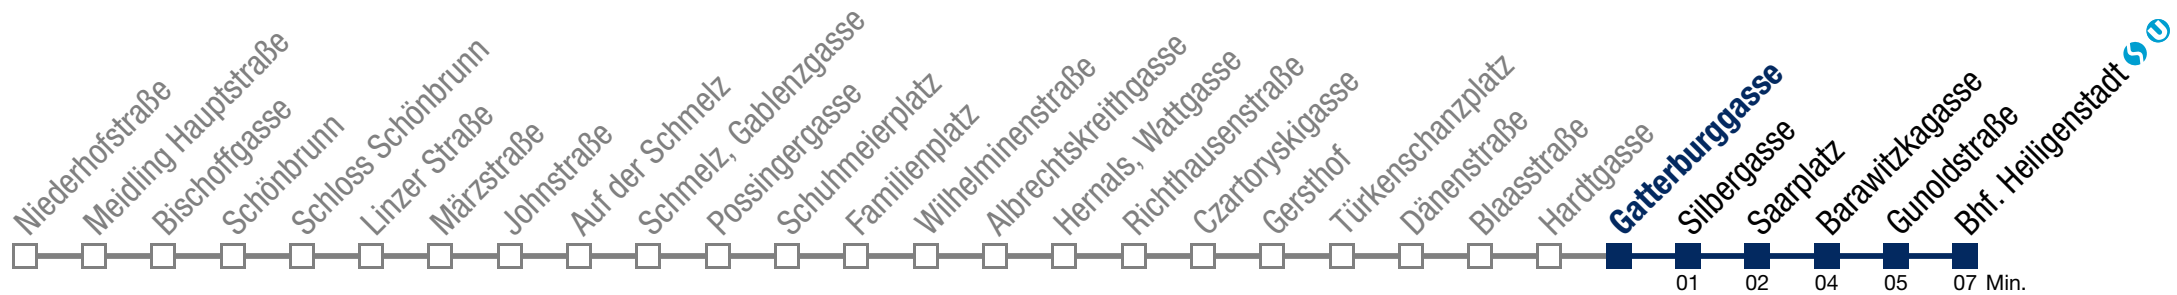 Niederhofstraße
Meidling Hauptstraße
Bischoffgasse
Schönbrunn
Schloss Schönbrunn
Linzer Straße
Märzstraße
Johnstraße
Auf der Schmelz
Schmelz, Gablenzgasse
Possingergasse
Schuhmeierplatz
Familienplatz
Wilhelminenstraße
Albrechtskreithgasse
Hernals, Wattgasse
Richthausenstraße
Czartoryskigasse
Gersthof
Türkenschanzplatz
Dänenstraße
Blaasstraße
Hardtgasse
Gatterburggasse
Silbergasse
Saarplatz
Barawitzkagasse
Gunoldstraße
Bhf. Heiligenstadt S U
01 02 04 05 07 Min.